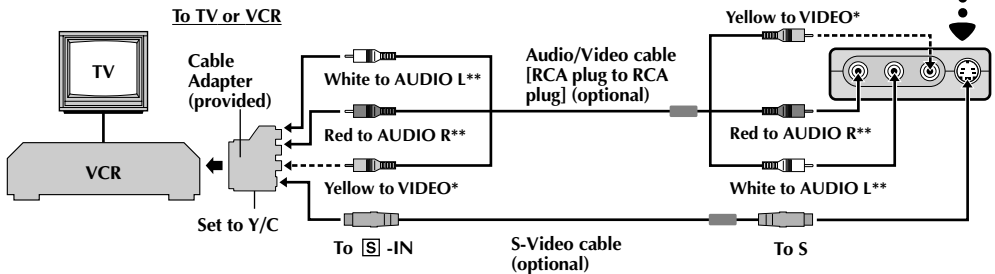 To TV or VCR
TV
VCR
Cable
Adapter
(provided)
Set to Y/C
White to AUDIO L**
Red to AUDIO R**
Yellow to VIDEO*
To S -IN
Audio/Video cable
[RCA plug to RCA
plug] (optional)
S-Video cable
(optional)
Yellow to VIDEO*
Red to AUDIO R**
White to AUDIO L**
To S